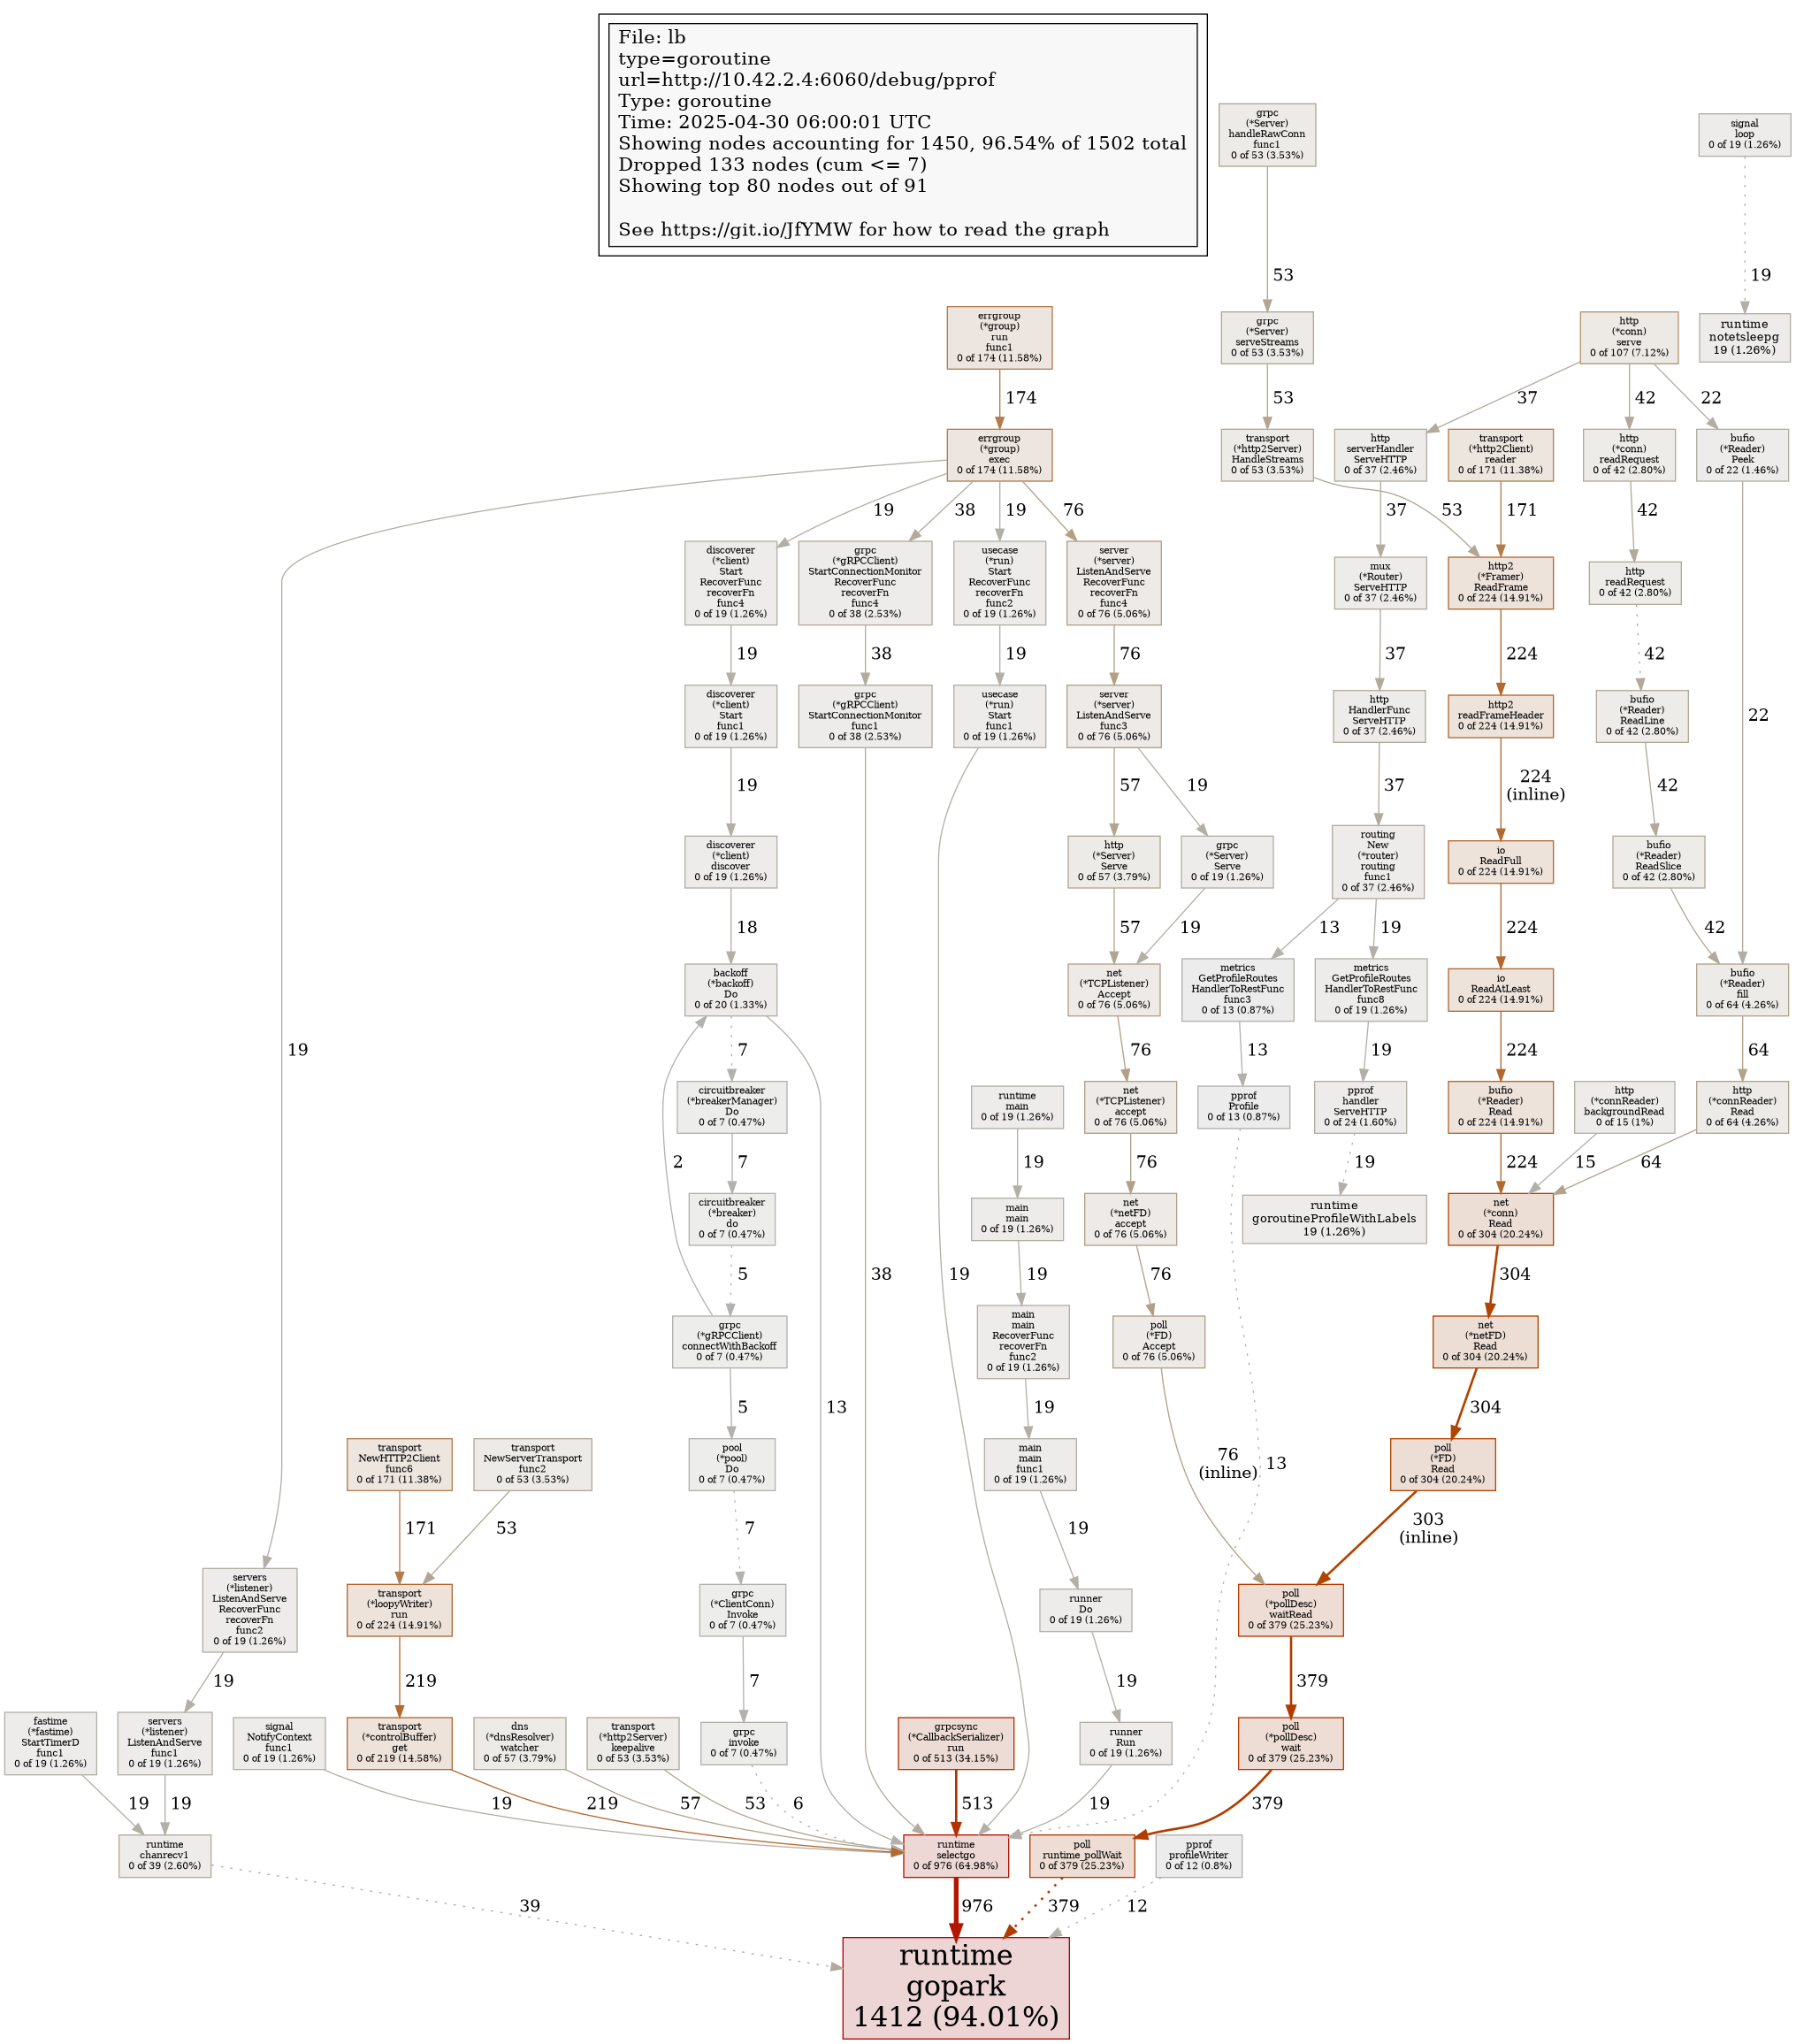 File: lb
type=goroutine
url=http://10.42.2.4:6060/debug/pprof
Type: goroutine
Time: 2025-04-30 06:00:01 UTC
Showing nodes accounting for 1450, 96.54% of 1502 total
Dropped 133 nodes (cum <= 7)
Showing top 80 nodes out of 91
See https://git.io/JfYMW for how to read the graph
grpc
(*Server)
handleRawConn
func1
0 of 53 (3.53%)
signal
loop
0 of 19 (1.26%)
53
19
errgroup
(*group)
run
func1
0 of 174 (11.58%)
grpc
(*Server)
serveStreams
0 of 53 (3.53%)
http
(*conn)
serve
0 of 107 (7.12%)
runtime
notetsleepg
19 (1.26%)
174
53
37
42
22
errgroup
(*group)
exec
0 of 174 (11.58%)
transport
(*http2Server)
HandleStreams
0 of 53 (3.53%)
http
serverHandler
ServeHTTP
0 of 37 (2.46%)
transport
(*http2Client)
reader
0 of 171 (11.38%)
http
(*conn)
readRequest
0 of 42 (2.80%)
bufio
(*Reader)
Peek
0 of 22 (1.46%)
19
38
19
76
37
53
171
42
discoverer
(*client)
Start
RecoverFunc
recoverFn
func4
0 of 19 (1.26%)
grpc
(*gRPCClient)
StartConnectionMonitor
RecoverFunc
recoverFn
func4
0 of 38 (2.53%)
usecase
(*run)
Start
RecoverFunc
recoverFn
func2
0 of 19 (1.26%)
server
(*server)
ListenAndServe
RecoverFunc
recoverFn
func4
0 of 76 (5.06%)
mux
(*Router)
ServeHTTP
0 of 37 (2.46%)
http2
(*Framer)
ReadFrame
0 of 224 (14.91%)
http
readRequest
0 of 42 (2.80%)
19
38
19
76
37
224
42
discoverer
(*client)
Start
func1
0 of 19 (1.26%)
grpc
(*gRPCClient)
StartConnectionMonitor
func1
0 of 38 (2.53%)
usecase
(*run)
Start
func1
0 of 19 (1.26%)
server
(*server)
ListenAndServe
func3
0 of 76 (5.06%)
http
HandlerFunc
ServeHTTP
0 of 37 (2.46%)
http2
readFrameHeader
0 of 224 (14.91%)
bufio
(*Reader)
ReadLine
0 of 42 (2.80%)
22
19
57
19
37
224
(inline)
42
discoverer
(*client)
discover
0 of 19 (1.26%)
http
(*Server)
Serve
0 of 57 (3.79%)
grpc
(*Server)
Serve
0 of 19 (1.26%)
routing
New
(*router)
routing
func1
0 of 37 (2.46%)
io
ReadFull
0 of 224 (14.91%)
bufio
(*Reader)
ReadSlice
0 of 42 (2.80%)
18
57
19
13
19
224
42
backoff
(*backoff)
Do
0 of 20 (1.33%)
net
(*TCPListener)
Accept
0 of 76 (5.06%)
metrics
GetProfileRoutes
HandlerToRestFunc
func3
0 of 13 (0.87%)
metrics
GetProfileRoutes
HandlerToRestFunc
func8
0 of 19 (1.26%)
io
ReadAtLeast
0 of 224 (14.91%)
bufio
(*Reader)
fill
0 of 64 (4.26%)
19
7
76
13
19
224
64
circuitbreaker
(*breakerManager)
Do
0 of 7 (0.47%)
runtime
main
0 of 19 (1.26%)
net
(*TCPListener)
accept
0 of 76 (5.06%)
pprof
Profile
0 of 13 (0.87%)
pprof
handler
ServeHTTP
0 of 24 (1.60%)
bufio
(*Reader)
Read
0 of 224 (14.91%)
http
(*connReader)
backgroundRead
0 of 15 (1%)
http
(*connReader)
Read
0 of 64 (4.26%)
2
7
19
76
19
224
15
64
circuitbreaker
(*breaker)
do
0 of 7 (0.47%)
main
main
0 of 19 (1.26%)
net
(*netFD)
accept
0 of 76 (5.06%)
runtime
goroutineProfileWithLabels
19 (1.26%)
net
(*conn)
Read
0 of 304 (20.24%)
5
38
19
19
76
304
grpc
(*gRPCClient)
connectWithBackoff
0 of 7 (0.47%)
main
main
RecoverFunc
recoverFn
func2
0 of 19 (1.26%)
poll
(*FD)
Accept
0 of 76 (5.06%)
net
(*netFD)
Read
0 of 304 (20.24%)
5
13
19
304
transport
NewHTTP2Client
func6
0 of 171 (11.38%)
transport
NewServerTransport
func2
0 of 53 (3.53%)
pool
(*pool)
Do
0 of 7 (0.47%)
main
main
func1
0 of 19 (1.26%)
76
(inline)
13
poll
(*FD)
Read
0 of 304 (20.24%)
171
53
7
19
303
(inline)
servers
(*listener)
ListenAndServe
RecoverFunc
recoverFn
func2
0 of 19 (1.26%)
transport
(*loopyWriter)
run
0 of 224 (14.91%)
grpc
(*ClientConn)
Invoke
0 of 7 (0.47%)
runner
Do
0 of 19 (1.26%)
poll
(*pollDesc)
waitRead
0 of 379 (25.23%)
19
219
7
19
379
fastime
(*fastime)
StartTimerD
func1
0 of 19 (1.26%)
servers
(*listener)
ListenAndServe
func1
0 of 19 (1.26%)
signal
NotifyContext
func1
0 of 19 (1.26%)
transport
(*controlBuffer)
get
0 of 219 (14.58%)
dns
(*dnsResolver)
watcher
0 of 57 (3.79%)
transport
(*http2Server)
keepalive
0 of 53 (3.53%)
grpc
invoke
0 of 7 (0.47%)
grpcsync
(*CallbackSerializer)
run
0 of 513 (34.15%)
runner
Run
0 of 19 (1.26%)
poll
(*pollDesc)
wait
0 of 379 (25.23%)
19
19
19
219
57
53
6
513
19
379
runtime
chanrecv1
0 of 39 (2.60%)
runtime
selectgo
0 of 976 (64.98%)
poll
runtime_pollWait
0 of 379 (25.23%)
pprof
profileWriter
0 of 12 (0.8%)
39
976
379
12
runtime
gopark
1412 (94.01%)